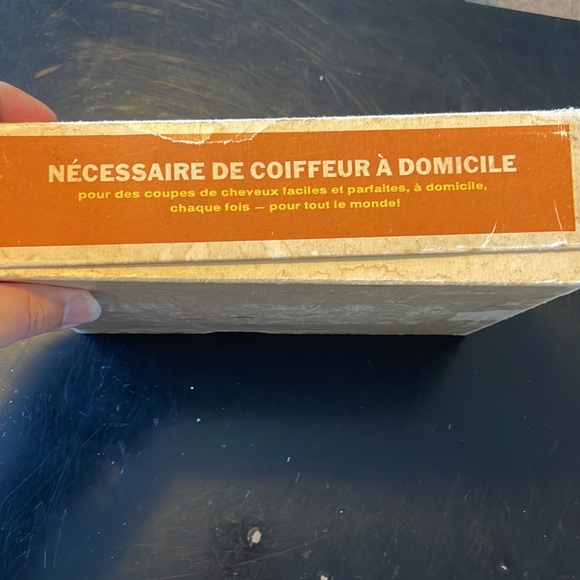 NÉCESSAIRE DE COIFFEUR À DOMICILE
pour des coupes de cheveux faciles et parfaites, à domicile,
chaque fois — pour tout le monde!